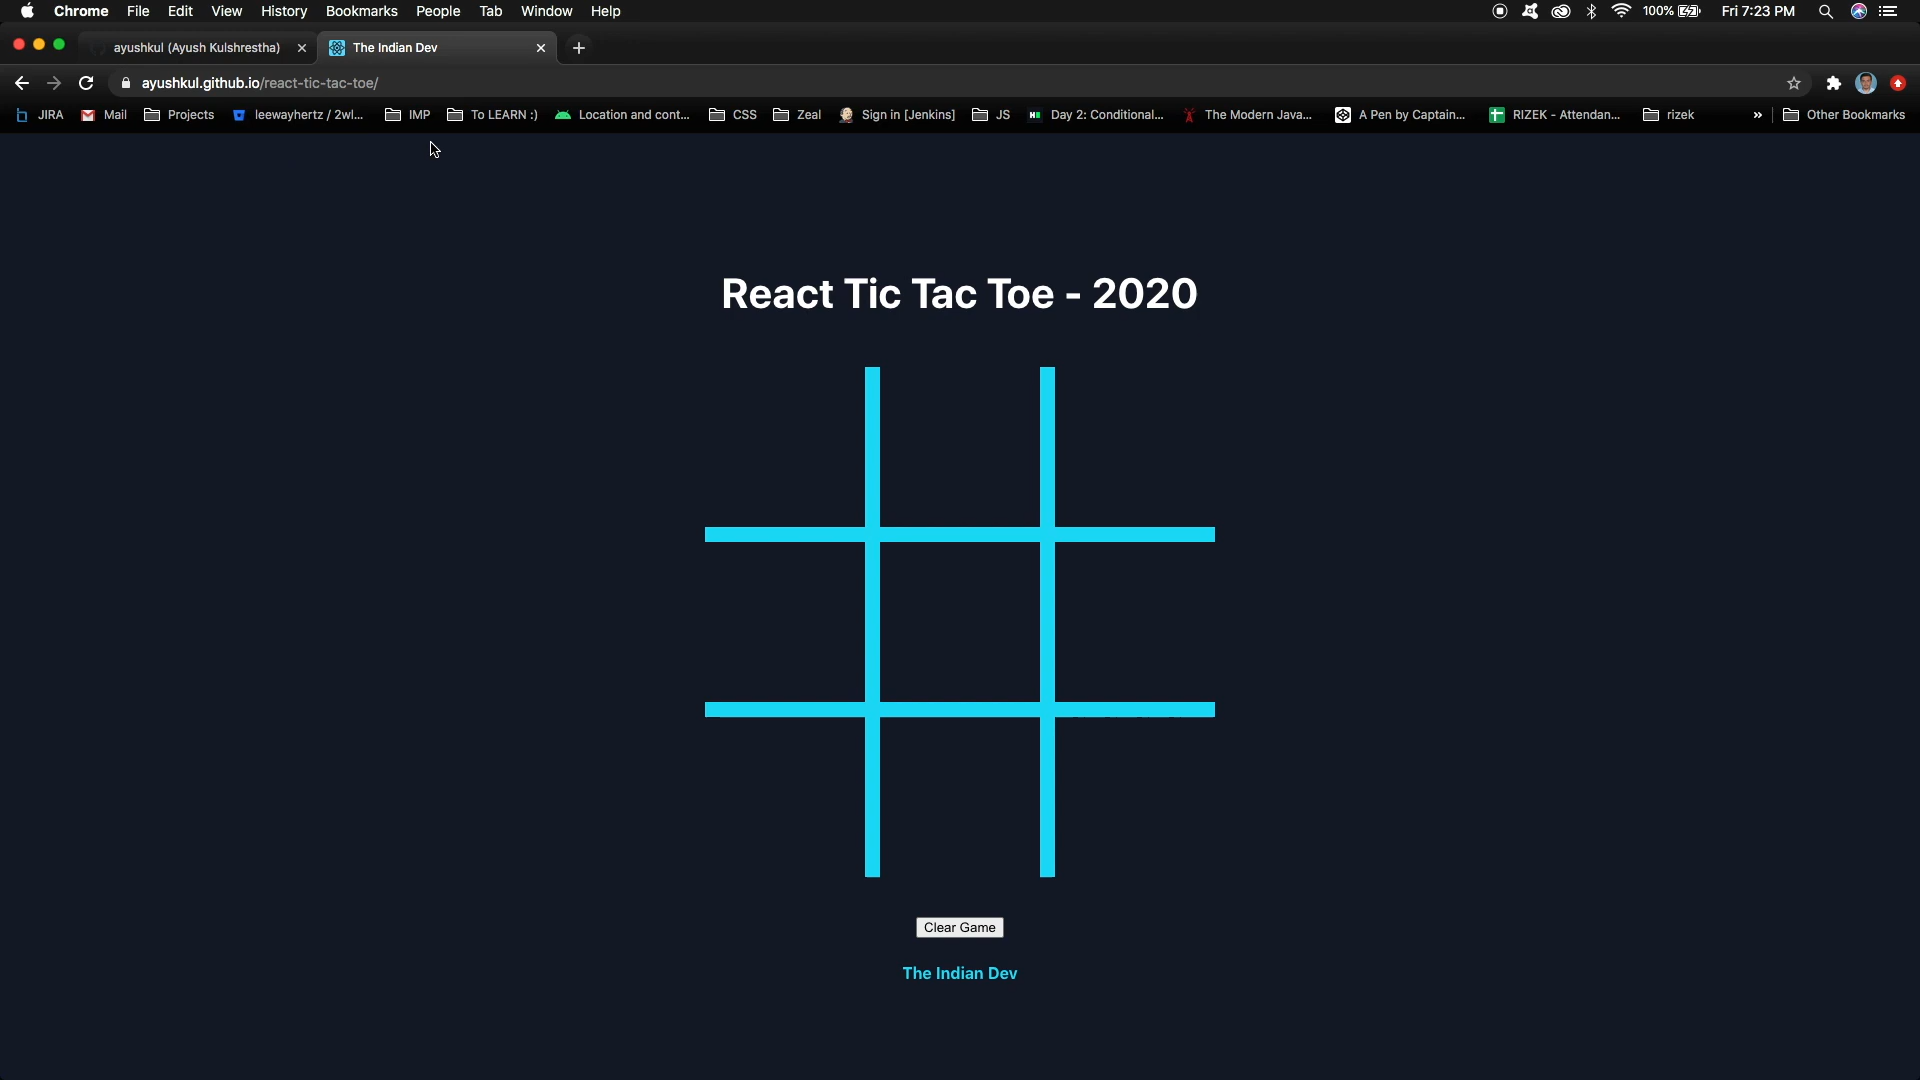 Chrome File Edit View History Bookmarks People Tab Window Help 100% Fri 7:23 PM
ayushkul (Ayush Kulshrestha) The Indian Dev
ayushkul.github.io/react-tic-tac-toe/
JIRA Mail Projects leewayhertz / 2wl... IMP To LEARN :) Location and cont... CSS Zeal Sign in [Jenkins] JS Day 2: Conditional... The Modern Java... A Pen by Captain... RIZEK - Attendan... rizek » Other Bookmarks
React Tic Tac Toe - 2020
Clear Game
The Indian Dev